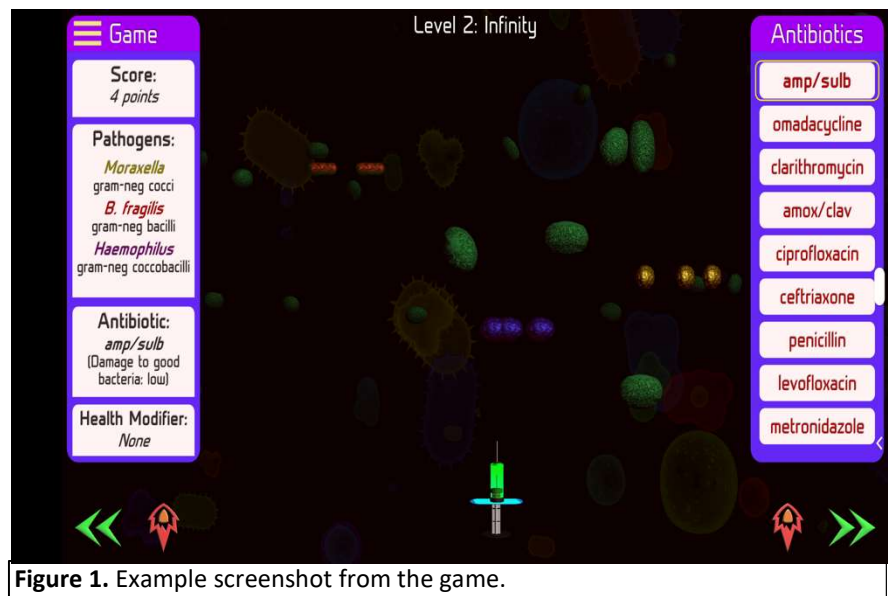 Game
Score:
4 points
Pathogens:
Moraxella
gram-neg cocci
B. fragilis
gram-neg bacilli
Haemophilus
gram-neg coccobacilli
Antibiotic:
amp/sulb
(Damage to good
bacteria: low)
Health Modifier:
None
Level 2: Infinity
Antibiotics
amp/sulb
omadacycline
clarithromycin
amox/clav
ciprofloxacin
ceftriaxone
penicillin
levofloxacin
metronidazole
Figure 1. Example screenshot from the game.